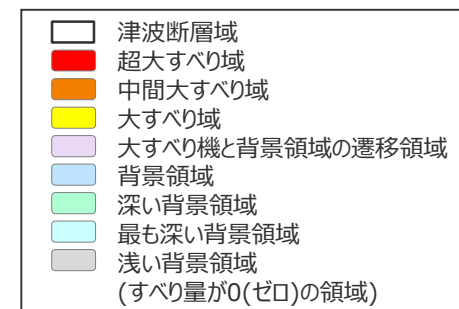 津波断層域
超大すべり域
中間大すべり域
大すべり域
大すべり機と背景領域の遷移領域
背景領域
深い背景領域
最も深い背景領域
浅い背景領域
(すべり量が0(ゼロ)の領域)